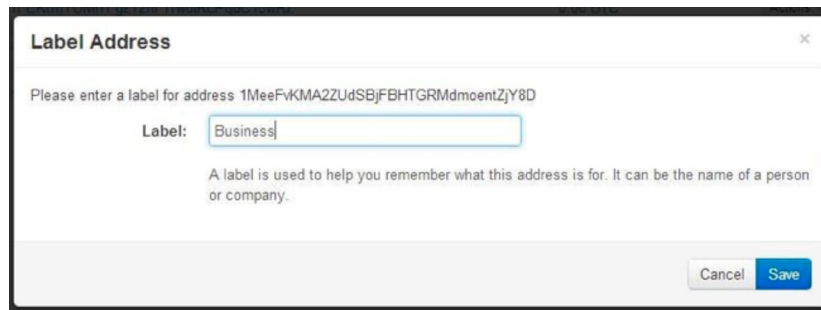 Label Address
×
Please enter a label for address 1MeeFvKMA2ZUdSBjFBHTGRMdmoentZjY8D
Label: Business
A label is used to help you remember what this address is for. It can be the name of a person
or company.
Cancel Save